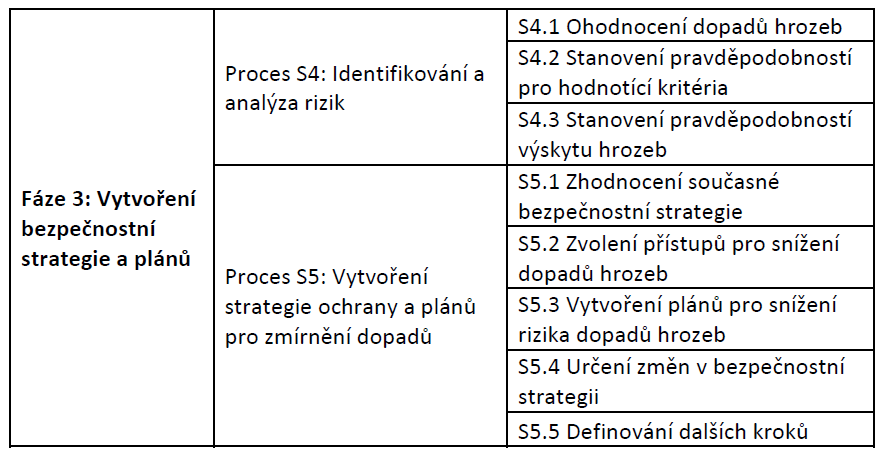 Fáze 3: Vytvoření
bezpečnostní
strategie a plánů
Proces S4: Identifikování a
analýza rizik
S4.1 Ohodnocení dopadů hrozeb
S4.2 Stanovení pravděpodobností
pro hodnotící kritéria
S4.3 Stanovení pravděpodobností
výskytu hrozeb
Proces S5: Vytvoření
strategie ochrany a plánů
pro zmírnění dopadů
S5.1 Zhodnocení současné
bezpečnostní strategie
S5.2 Zvolení přístupů pro snížení
dopadů hrozeb
S5.3 Vytvoření plánů pro snížení
rizika dopadů hrozeb
S5.4 Určení změn v bezpečnostní
strategii
S5.5 Definování dalších kroků